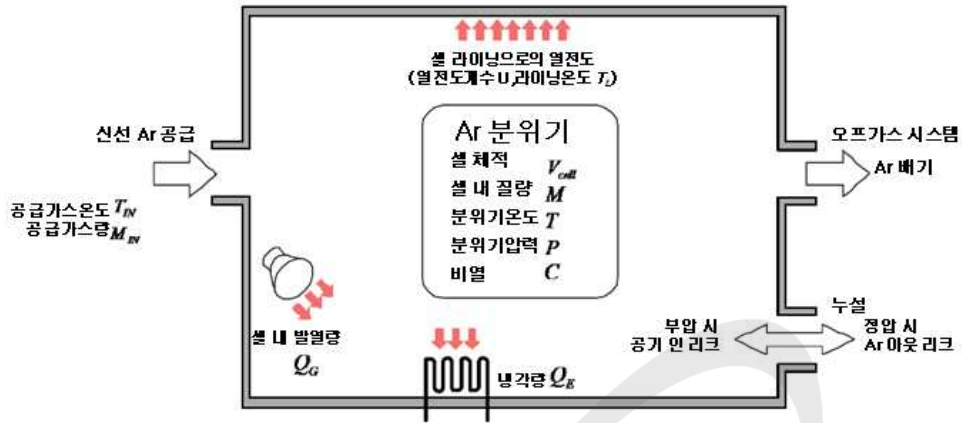 셀 라이닝으로의 열전도
(열전도계수 U,라이닝온도 T_L)
신선 Ar 공급
공급가스온도 T_IN
공급가스량 M_IN
Ar 분위기
셀 체적 V_cell
셀 내 질량 M
분위기온도 T
분위기압력 P
비열 C
오프가스 시스템
Ar 배기
셀 내 발열량
Q_G
냉각량 Q_E
누설
부압 시
공기 인 리크
정압 시
Ar 아웃 리크